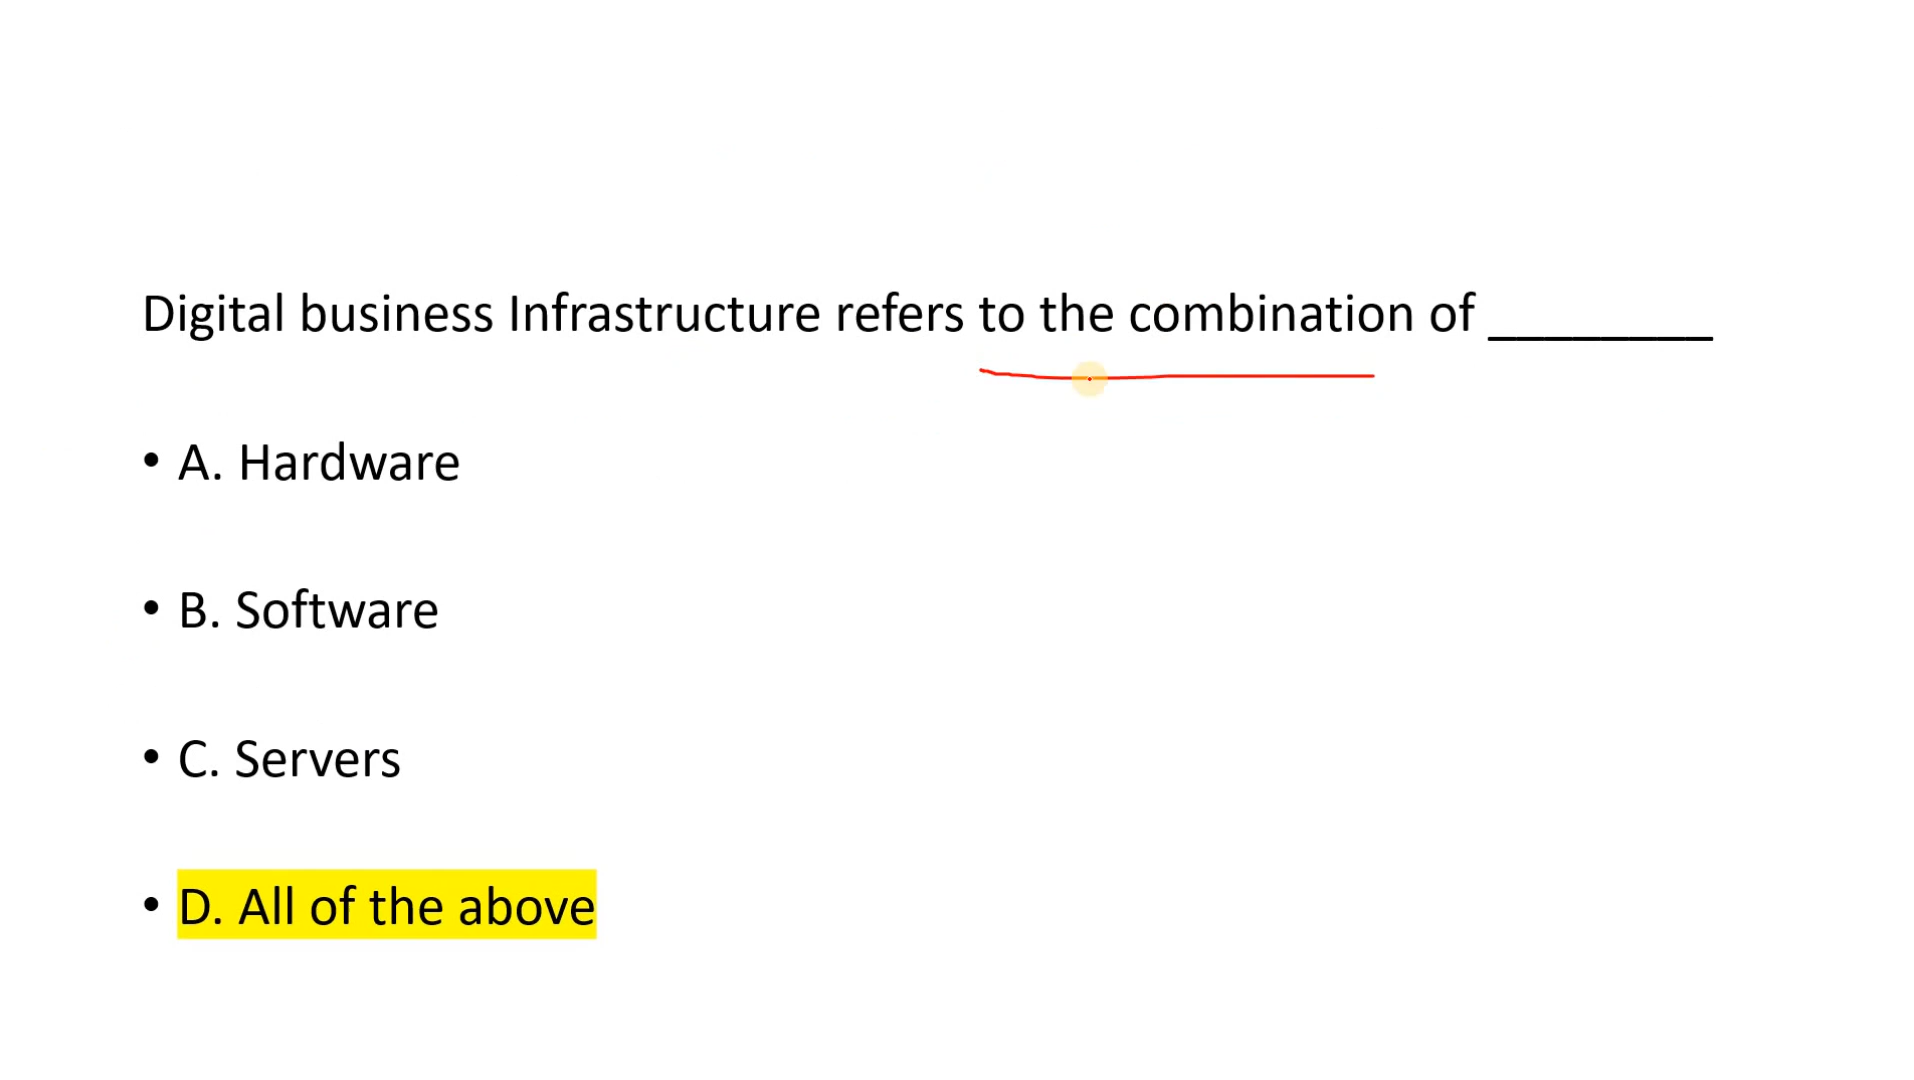 Digital business Infrastructure refers to the combination of ________
• A. Hardware
• B. Software
• C. Servers
• D. All of the above